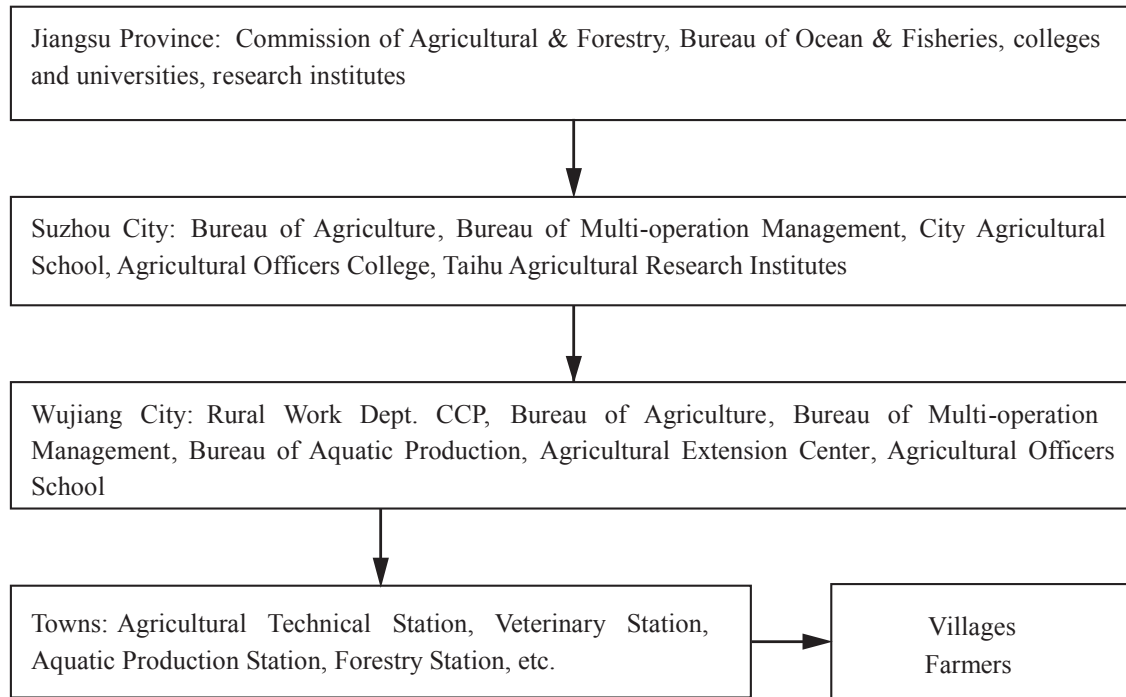 Jiangsu Province: Commission of Agricultural & Forestry, Bureau of Ocean & Fisheries, colleges
and universities, research institutes
Suzhou City: Bureau of Agriculture, Bureau of Multi-operation Management, City Agricultural
School, Agricultural Officers College, Taihu Agricultural Research Institutes
Wujiang City: Rural Work Dept. CCP, Bureau of Agriculture, Bureau of Multi-operation
Management, Bureau of Aquatic Production, Agricultural Extension Center, Agricultural Officers
School
Towns: Agricultural Technical Station, Veterinary Station,
Aquatic Production Station, Forestry Station, etc.
Villages
Farmers